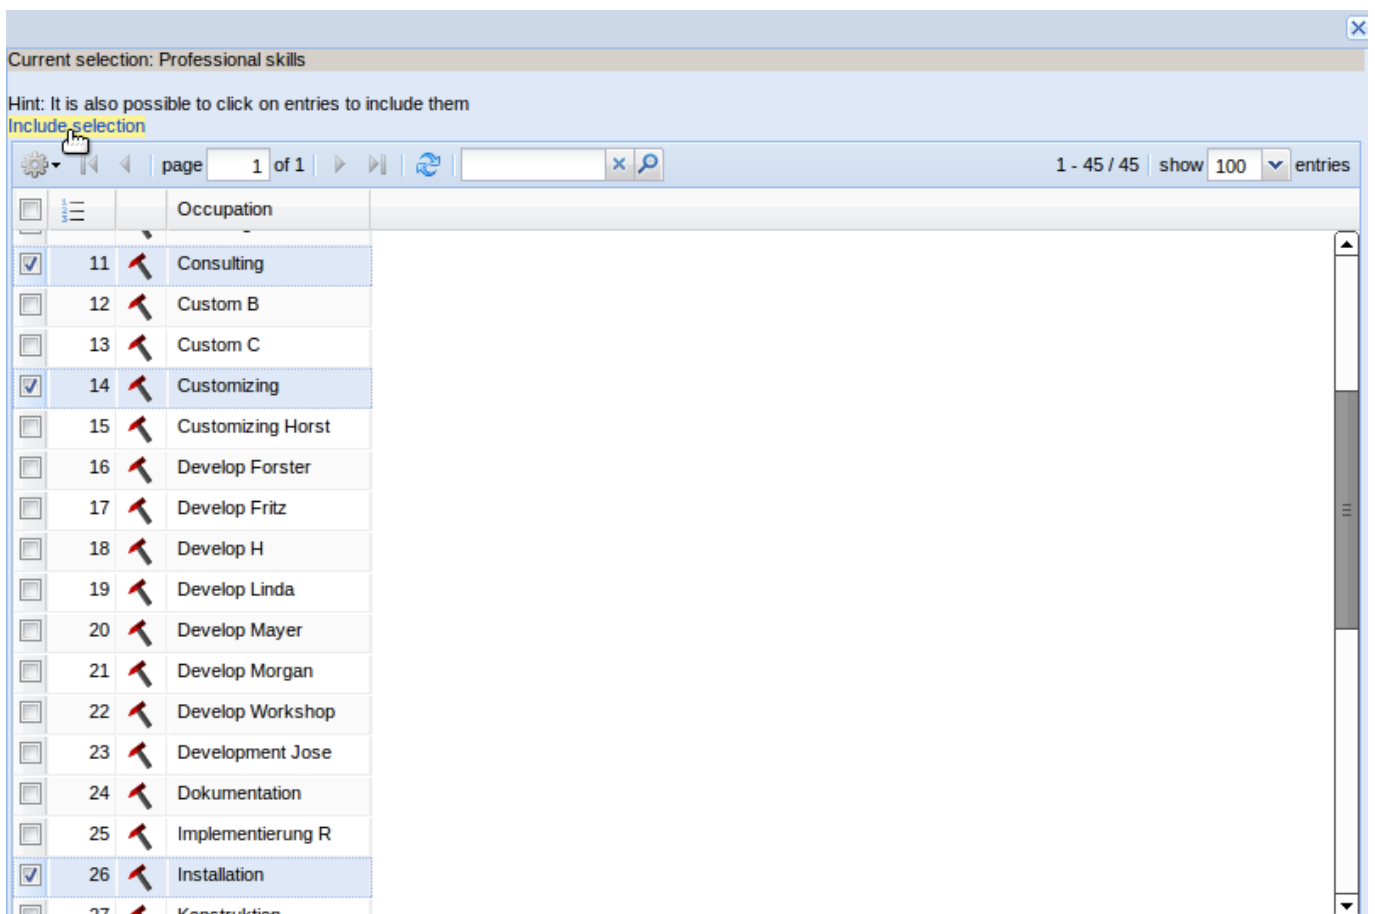 Current selection: Professional skills
Hint: It is also possible to click on entries to include them
Include selection
page 1 of 1 1 - 45 / 45 show 100 entries
Occupation
11 Consulting
12 Custom B
13 Custom C
14 Customizing
15 Customizing Horst
16 Develop Forster
17 Develop Fritz
18 Develop H
19 Develop Linda
20 Develop Mayer
21 Develop Morgan
22 Develop Workshop
23 Development Jose
24 Dokumentation
25 Implementierung R
26 Installation
27 Konstruktion